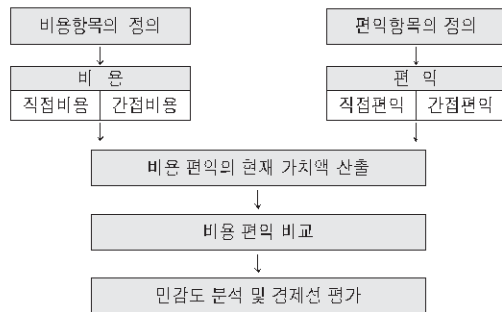 비용항목의 정의
편익항목의 정의
비 용
편 익
직접비용 간접비용
직접편익 간접편익
비용 편익의 현재 가치액 산출
비용 편익 비교
민감도 분석 및 경제선 평가